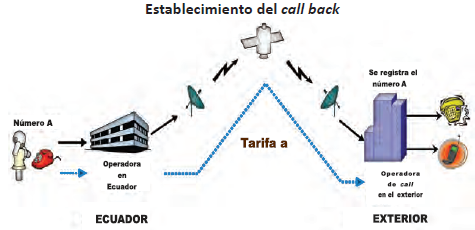 Establecimiento del call back
Se registra el
número A
Número A
Tarifa a
Operadora
en
Ecuador
Operadora
de call
en el exterior
ECUADOR
EXTERIOR